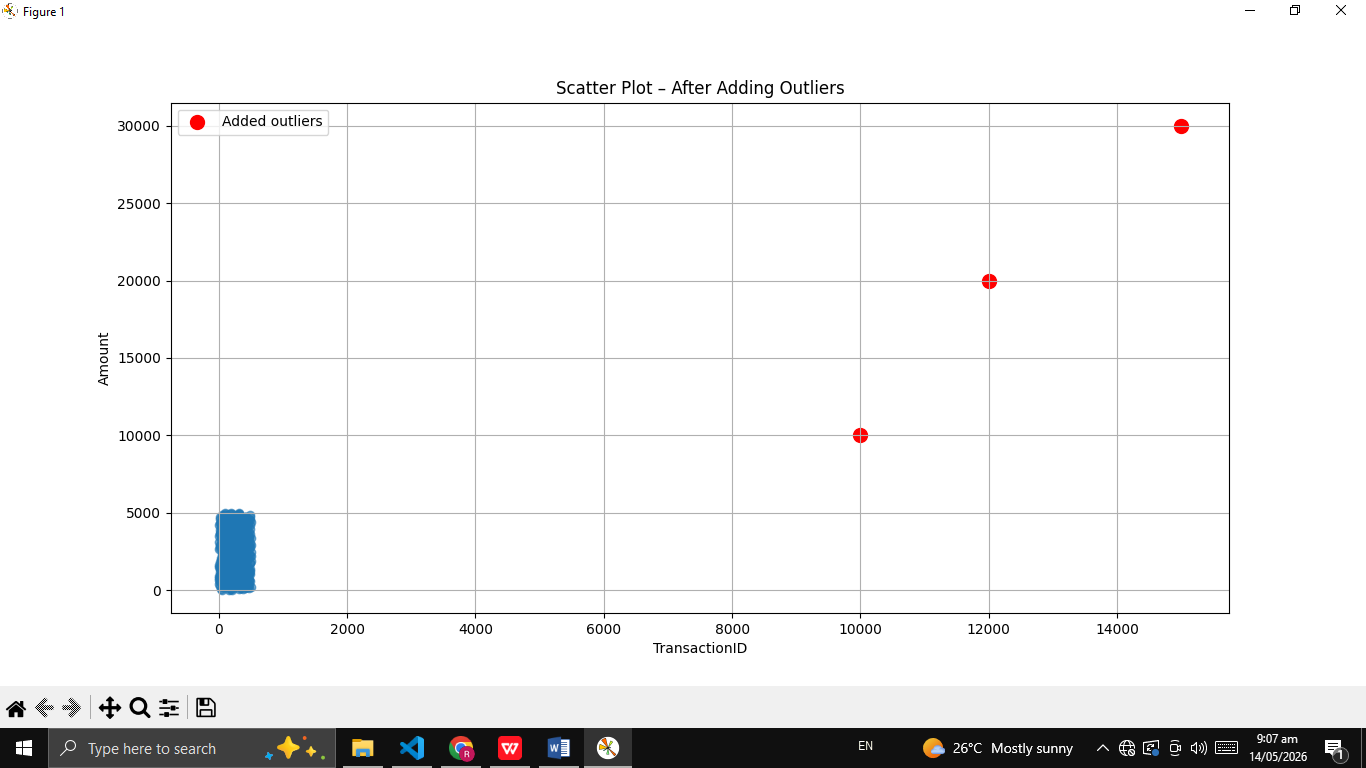 Figure 1
Scatter Plot – After Adding Outliers
Added outliers
30000
25000
20000
15000
10000
5000
0
Amount
0 2000 4000 6000 8000 10000 12000 14000
TransactionID
Type here to search
EN
26°C Mostly sunny
9:07 am
14/05/2026
1
R
W
W